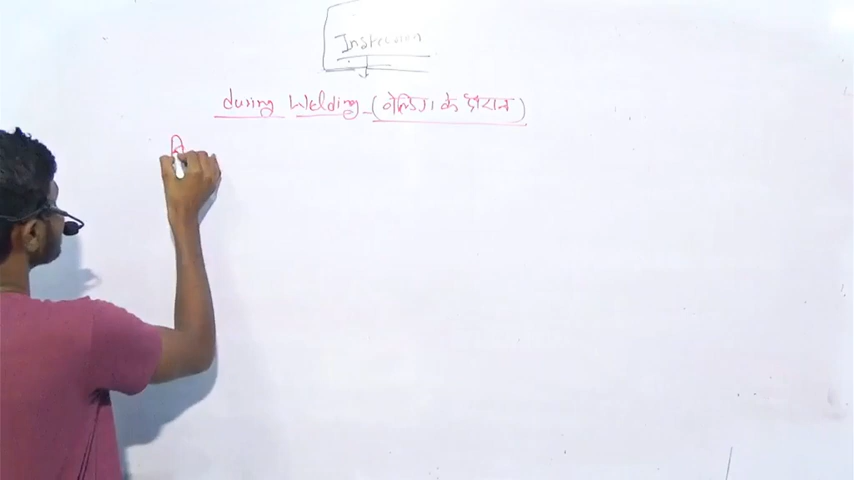 Inspection
during Welding (वेल्डिंग के दौरान)